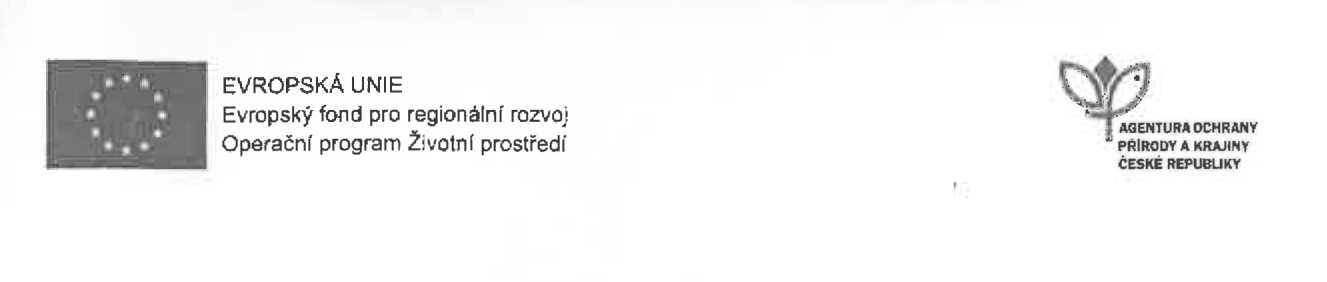 EVROPSKÁ UNIE
Evropský fond pro regionální rozvoj
Operační program Životní prostředí
AGENTURA OCHRANY
PŘÍRODY A KRAJINY
ČESKÉ REPUBLIKY